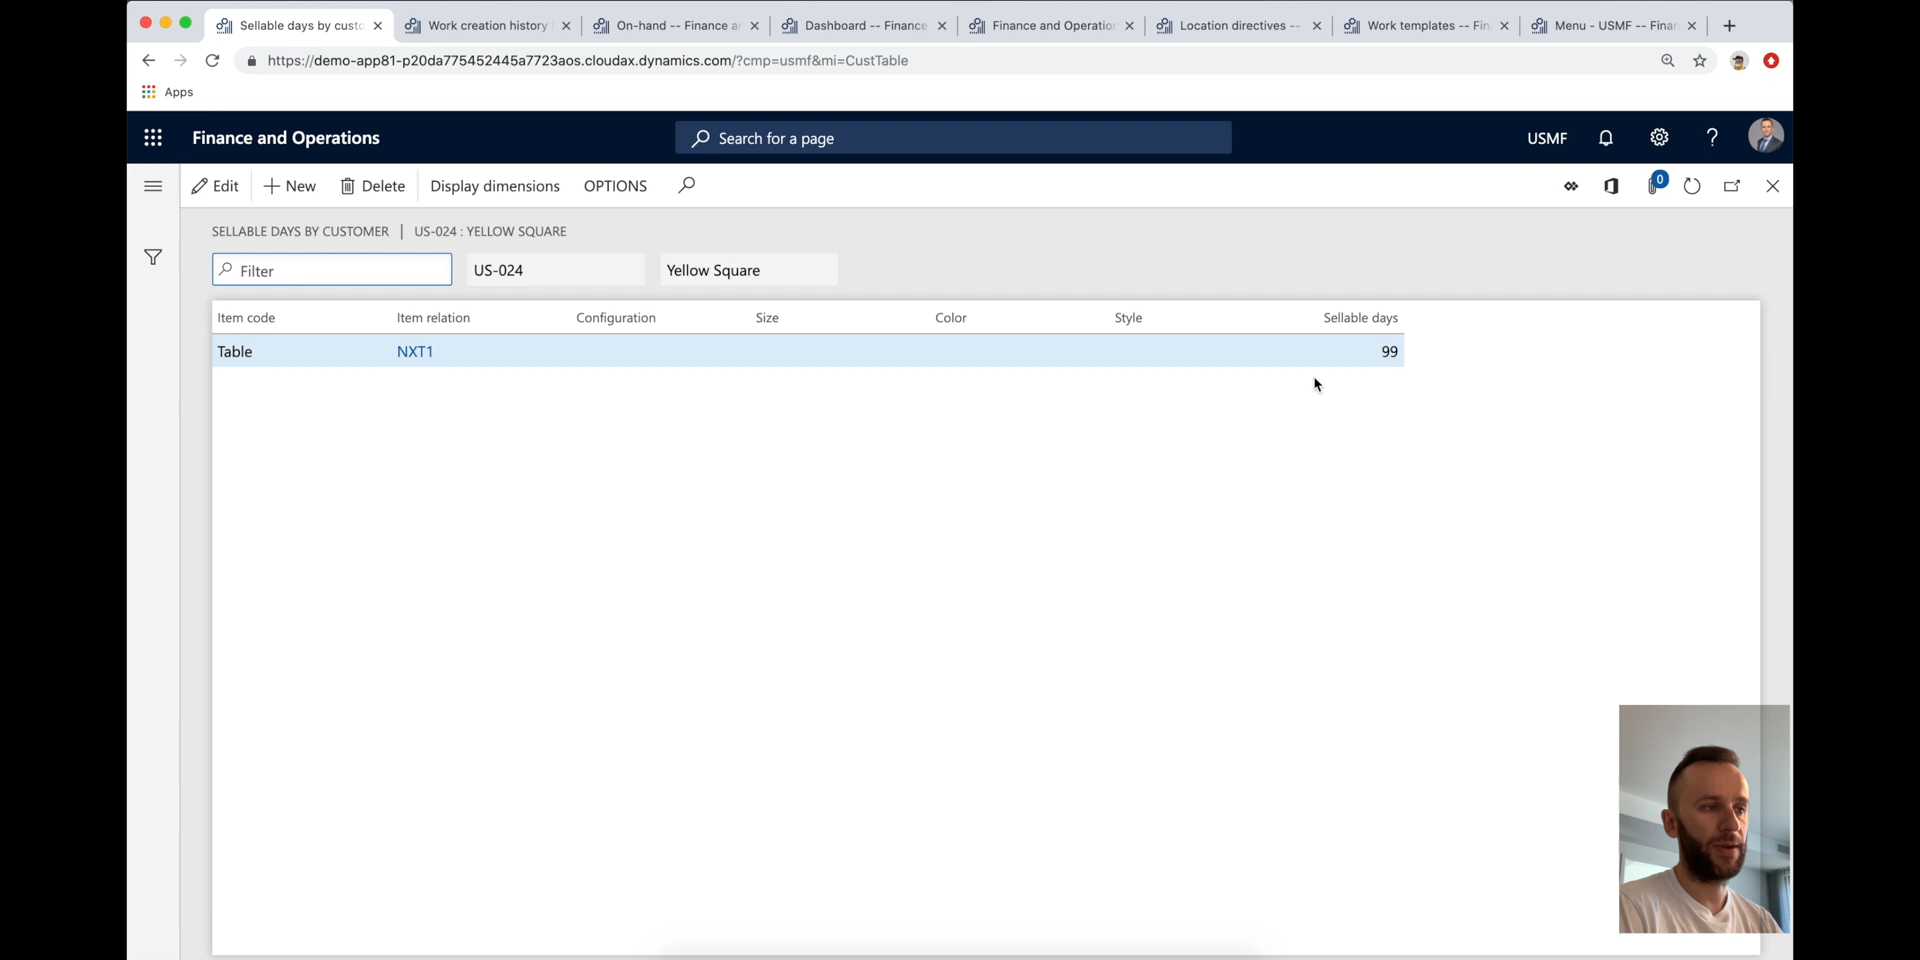 Sellable days by custo
Work creation history
On-hand -- Finance a
Dashboard -- Finance
Finance and Operation
Location directives --
Work templates -- Fin
Menu - USMF -- Finan
https://demo-app81-p20da775452445a7723aos.cloudax.dynamics.com/?cmp=usmf&mi=CustTable
Apps
Finance and Operations
Search for a page
USMF
?
Edit
New
Delete
Display dimensions
OPTIONS
0
SELLABLE DAYS BY CUSTOMER | US-024 : YELLOW SQUARE
Filter
US-024
Yellow Square
Item code Item relation Configuration Size Color Style Sellable days
Table NXT1 99